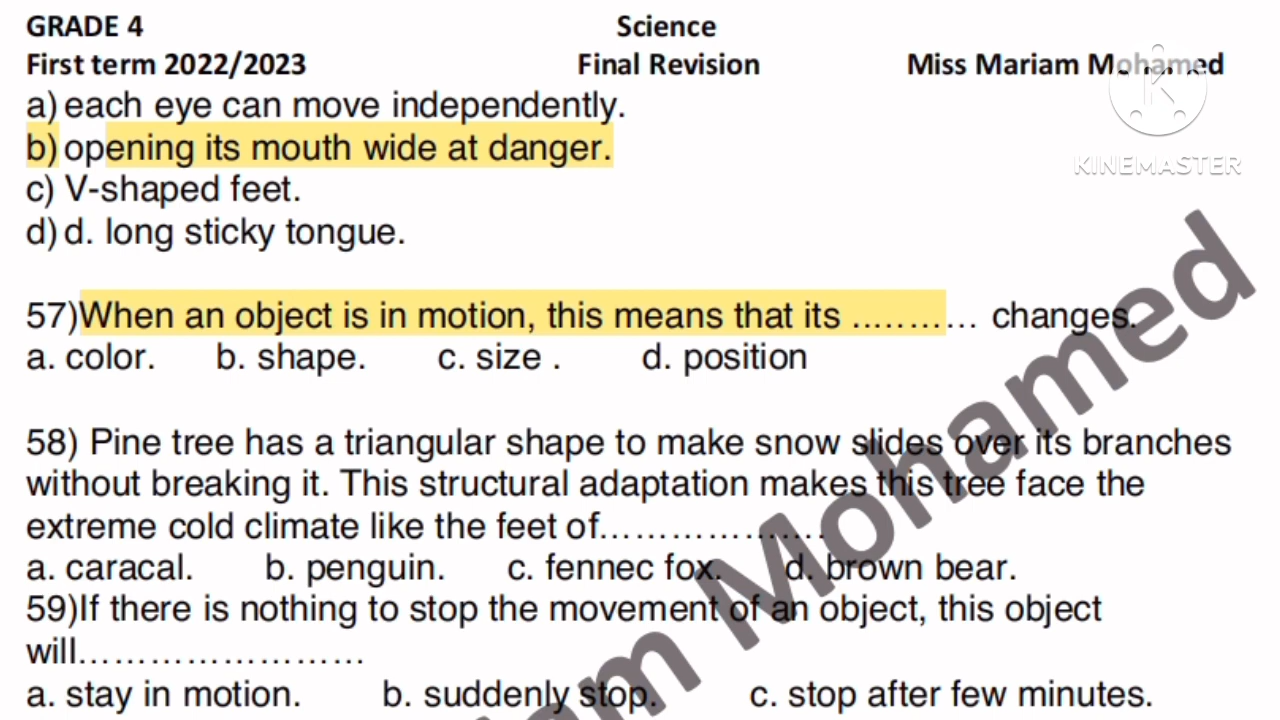 GRADE 4 Science
First term 2022/2023 Final Revision Miss Mariam Mohamed
KINEMASTER
a) each eye can move independently.
b) opening its mouth wide at danger.
c) V-shaped feet.
d) d. long sticky tongue.
57)When an object is in motion, this means that its ........... changes.
a. color. b. shape. c. size . d. position
58) Pine tree has a triangular shape to make snow slides over its branches
without breaking it. This structural adaptation makes this tree face the
extreme cold climate like the feet of...................
a. caracal. b. penguin. c. fennec fox. d. brown bear.
59)If there is nothing to stop the movement of an object, this object
will........................
a. stay in motion. b. suddenly stop. c. stop after few minutes.
am Mohamed